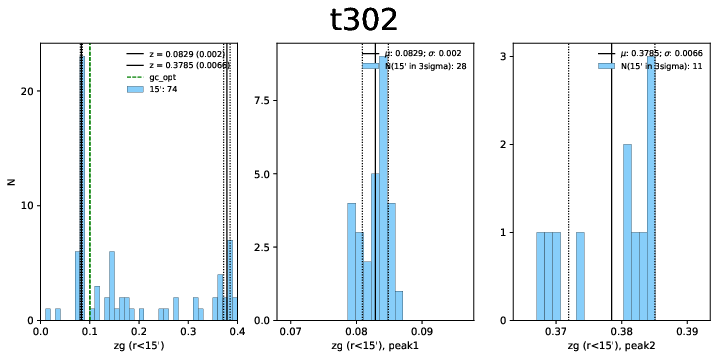 t302
z = 0.0829 (0.002)
z = 0.3785 (0.0066)
gc_opt
15': 74
N
20
10
0
0.0 0.1 0.2 0.3 0.4
zg (r<15')
μ: 0.0829; σ: 0.002
N(15' in 3sigma): 28
7.5
5.0
2.5
0.0
0.07 0.08 0.09
zg (r<15'), peak1
μ: 0.3785; σ: 0.0066
N(15' in 3sigma): 11
3
2
1
0
0.37 0.38 0.39
zg (r<15'), peak2